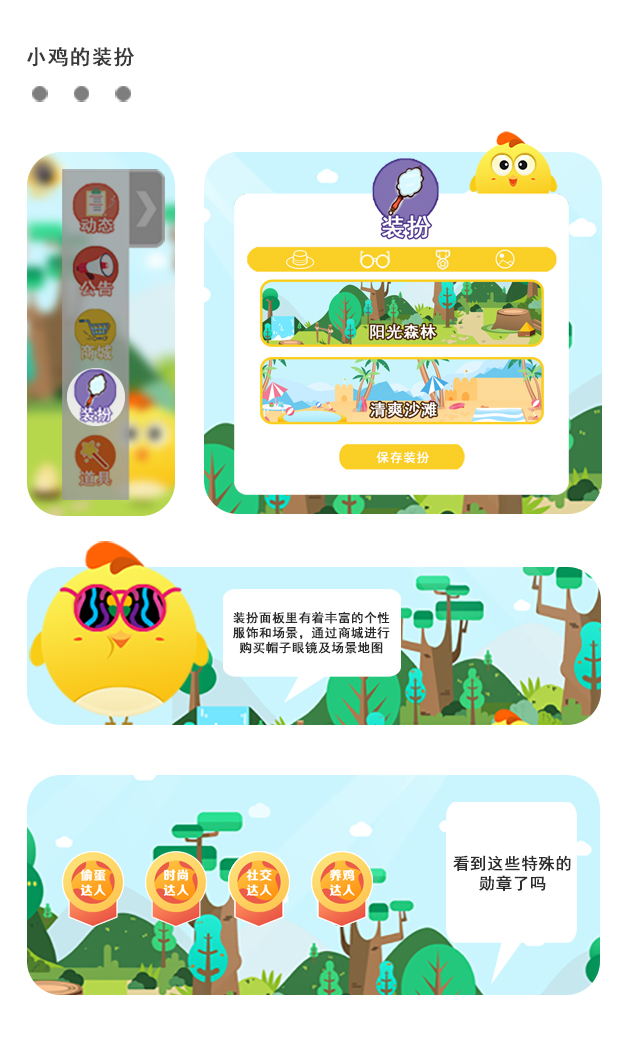 小鸡的装扮
动态
公告
商城
装扮
道具
装扮
阳光森林
清爽沙滩
保存装扮
装扮面板里有着丰富的个性
服饰和场景，通过商城进行
购买帽子眼镜及场景地图
偷蛋
达人
时尚
达人
社交
达人
养鸡
达人
看到这些特殊的
勋章了吗